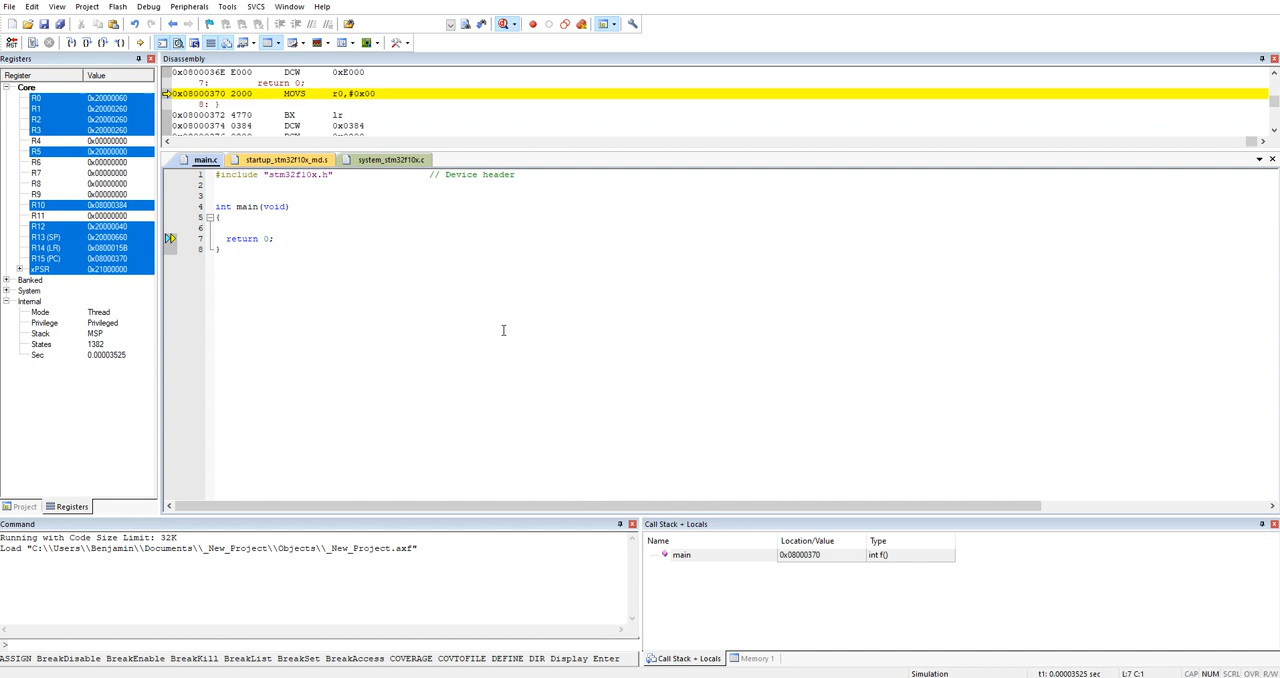 File Edit View Project Flash Debug Peripherals Tools SVCS Window Help
Registers
Register Value
Core
R0 0x20000060
R1 0x20000260
R2 0x20000260
R3 0x20000260
R4 0x00000000
R5 0x20000000
R6 0x00000000
R7 0x00000000
R8 0x00000000
R9 0x00000000
R10 0x08000384
R11 0x00000000
R12 0x20000040
R13 (SP) 0x20000660
R14 (LR) 0x0800015B
R15 (PC) 0x08000370
xPSR 0x21000000
Banked
System
Internal
Mode Thread
Privilege Privileged
Stack MSP
States 1382
Sec 0.00003525
Project Registers
Disassembly
0x0800036E E000 DCW 0xE000
7: return 0;
0x08000370 2000 MOVS r0,#0x00
8: }
0x08000372 4770 BX lr
0x08000374 0384 DCW 0x0384
main.c startup_stm32f10x_md.s system_stm32f10x.c
1 #include "stm32f10x.h" // Device header
2
3
4 int main(void)
5 {
6
7 return 0;
8 }
Command
Running with Code Size Limit: 32K
Load "C:\\Users\\Benjamin\\Documents\\_New_Project\\Objects\\_New_Project.axf"
>
ASSIGN BreakDisable BreakEnable BreakKill BreakList BreakSet BreakAccess COVERAGE COVTOFILE DEFINE DIR Display Enter
Call Stack + Locals
Name Location/Value Type
main 0x08000370 int f()
Call Stack + Locals Memory 1
Simulation t1: 0.00003525 sec L:7 C:1 CAP NUM SCRL OVR R/W